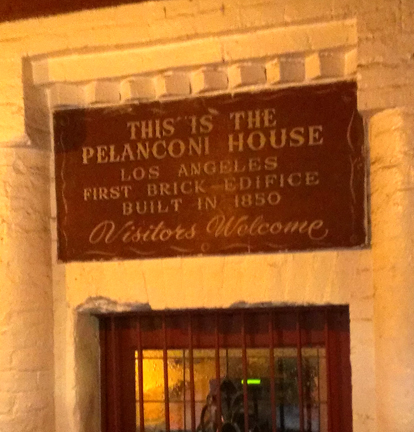 THIS IS THE
PELANCONI HOUSE
LOS ANGELES
FIRST BRICK EDIFICE
BUILT IN 1850
Visitors Welcome